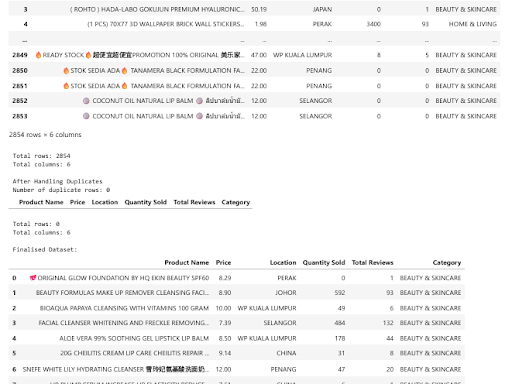 3 ( ROHTO ) HADA-LABO GOKUJUN PREMIUM HYALURONIC... 50.19 JAPAN 0 1 BEAUTY & SKINCARE
4 (1 PCS) 70X77 3D WALLPAPER BRICK WALL STICKERS... 1.98 PERAK 3400 93 HOME & LIVING
... ... ... ... ... ... ...
2849 🔥READY STOCK🔥超便宜超便宜PROMOTION 100% ORIGINAL 美乐家... 47.00 WP KUALA LUMPUR 8 5 BEAUTY & SKINCARE
2850 🔥STOK SEDIA ADA🔥 TANAMERA BLACK FORMULATION FA... 22.00 PENANG 0 0 BEAUTY & SKINCARE
2851 🔥STOK SEDIA ADA🔥 TANAMERA BLACK FORMULATION FA... 22.00 PENANG 0 0 BEAUTY & SKINCARE
2852 COCONUT OIL NATURAL LIP BALM 12.00 SELANGOR 0 0 BEAUTY & SKINCARE
2853 COCONUT OIL NATURAL LIP BALM 12.00 SELANGOR 0 0 BEAUTY & SKINCARE
2854 rows × 6 columns
Total rows: 2854
Total columns: 6
After Handling Duplicates
Number of duplicate rows: 0
Product Name Price Location Quantity Sold Total Reviews Category
Total rows: 0
Total columns: 6
Finalised Dataset:
Product Name Price Location Quantity Sold Total Reviews Category
0 🎀ORIGINAL GLOW FOUNDATION BY HQ EKIN BEAUTY SPF60 8.29 PERAK 0 1 BEAUTY & SKINCARE
1 BEAUTY FORMULAS MAKE UP REMOVER CLEANSING FACI... 8.90 JOHOR 592 93 BEAUTY & SKINCARE
2 BIOAQUA PAPAYA CLEANSING WITH VITAMINS 100 GRAM 10.00 WP KUALA LUMPUR 49 6 BEAUTY & SKINCARE
3 FACIAL CLEANSER WHITENING AND FRECKLE REMOVING... 7.39 SELANGOR 484 132 BEAUTY & SKINCARE
4 ALOE VERA 99% SOOTHING GEL LIPSTICK LIP BALM 8.50 WP KUALA LUMPUR 178 44 BEAUTY & SKINCARE
5 20G CHEILITIS CREAM LIP CARE CHEILITIS REPAIR ... 9.14 CHINA 31 8 BEAUTY & SKINCARE
6 SNEFE WHITE LILY HYDRATING CLEANSER 雪玲妃氨基酸洗面奶... 12.00 PENANG 47 20 BEAUTY & SKINCARE